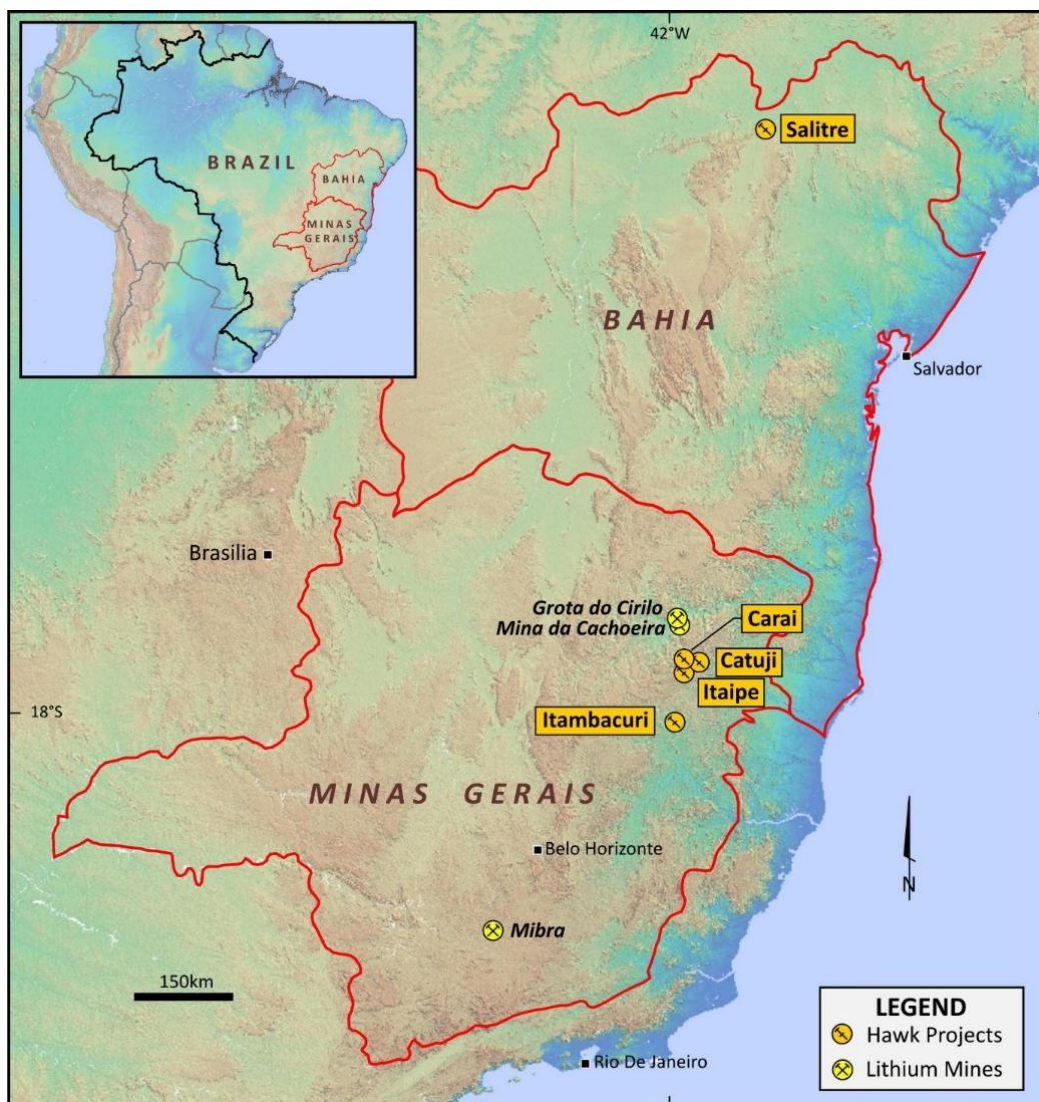 42°W
BRAZIL
BAHIA
MINAS
GERAIS
Salitre
BAHIA
Salvador
Brasilia
Grota do Cirilo
Mina da Cachoeira
Carai
Catuji
Itaipe
18°S
Itambacuri
MINAS GERAIS
Belo Horizonte
N
Mibra
150km
Rio De Janeiro
LEGEND
Hawk Projects
Lithium Mines